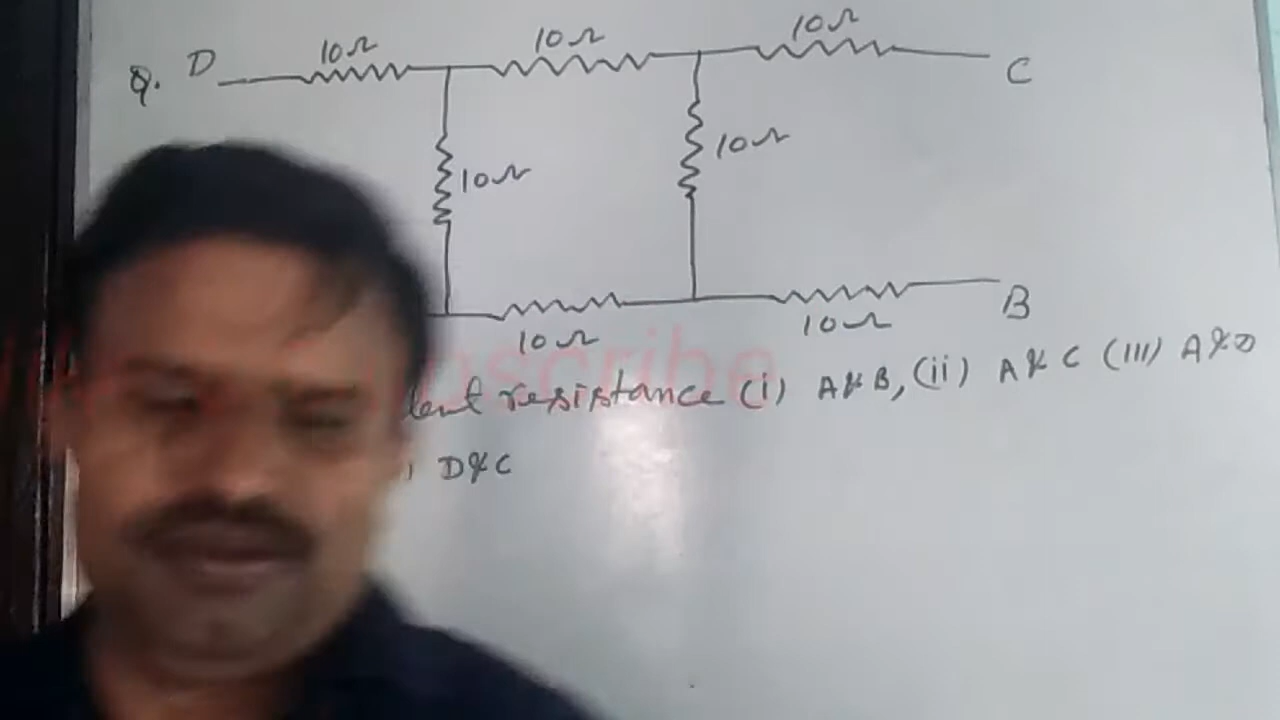 10Ω 10Ω 10Ω
Q. D C
10Ω 10Ω
10Ω 10Ω B
resistance (i) A & B, (ii) A & C (iii) A & D
D & C